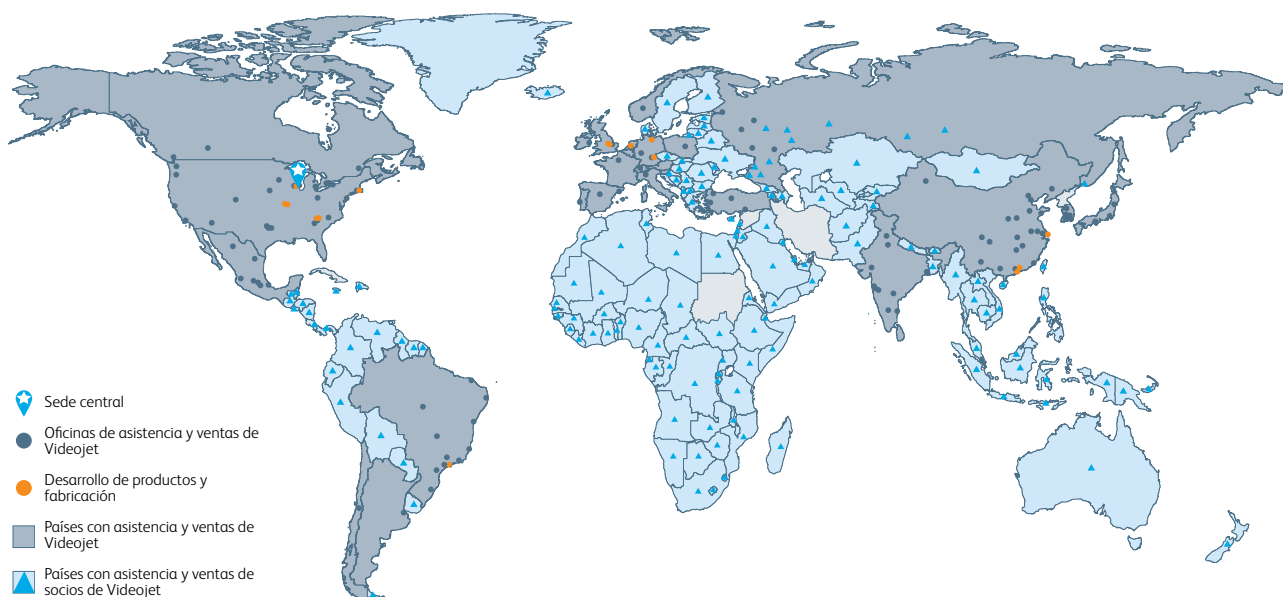 Sede central
Oficinas de asistencia y ventas de
Videojet
Desarrollo de productos y
fabricación
Países con asistencia y ventas de
Videojet
Países con asistencia y ventas de
socios de Videojet